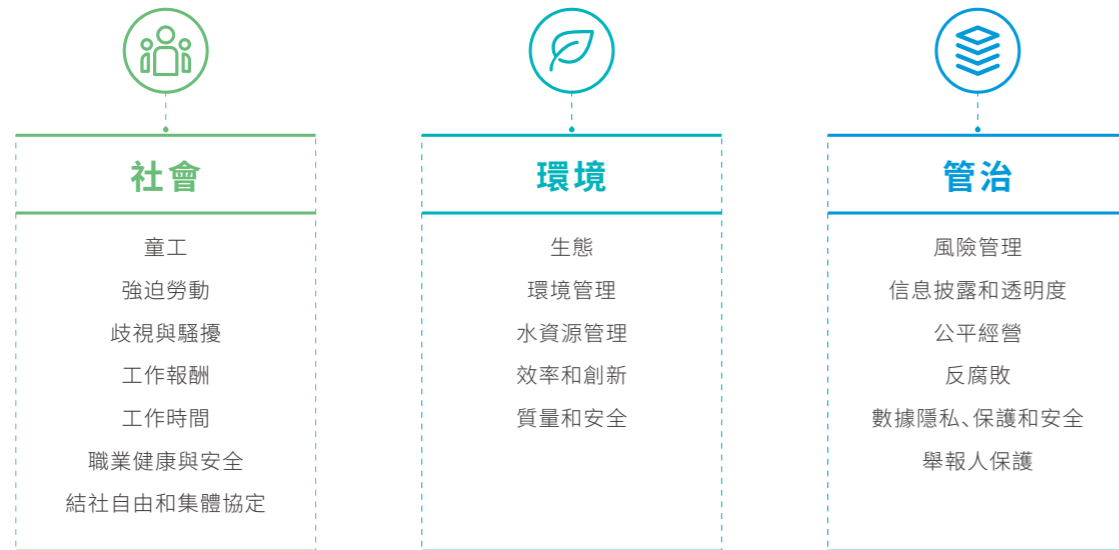 社會
童工
強迫勞動
歧視與騷擾
工作報酬
工作時間
職業健康與安全
結社自由和集體協定
環境
生態
環境管理
水資源管理
效率和創新
質量和安全
管治
風險管理
信息披露和透明度
公平經營
反腐敗
數據隱私、保護和安全
舉報人保護